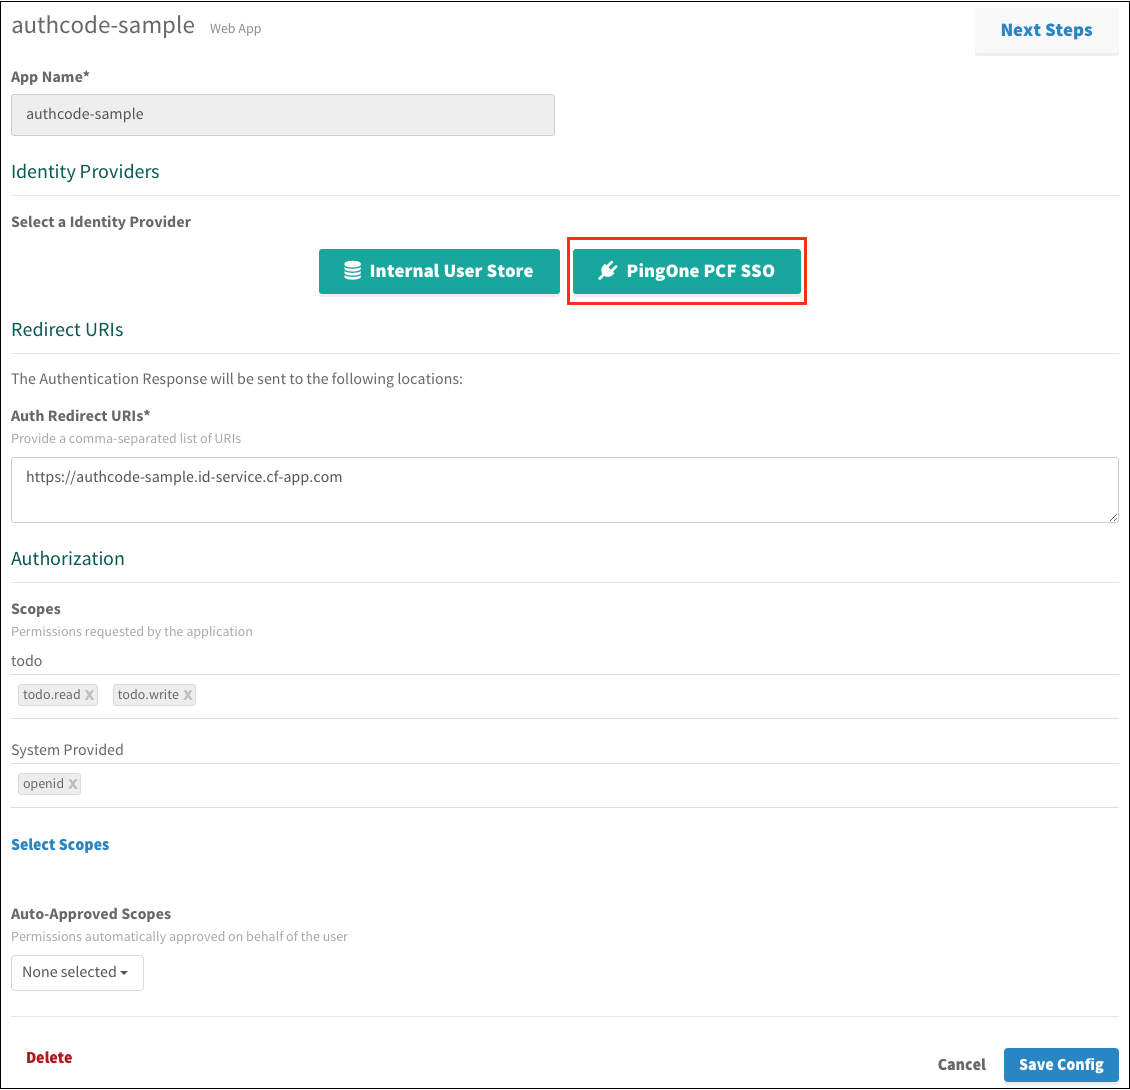 authcode-sample Web App
Next Steps
App Name*
authcode-sample
Identity Providers
Select a Identity Provider
Internal User Store
PingOne PCF SSO
Redirect URIs
The Authentication Response will be sent to the following locations:
Auth Redirect URIs*
Provide a comma-separated list of URIs
https://authcode-sample.id-service.cf-app.com
Authorization
Scopes
Permissions requested by the application
todo
todo.read X todo.write X
System Provided
openid X
Select Scopes
Auto-Approved Scopes
Permissions automatically approved on behalf of the user
None selected
Delete
Cancel
Save Config